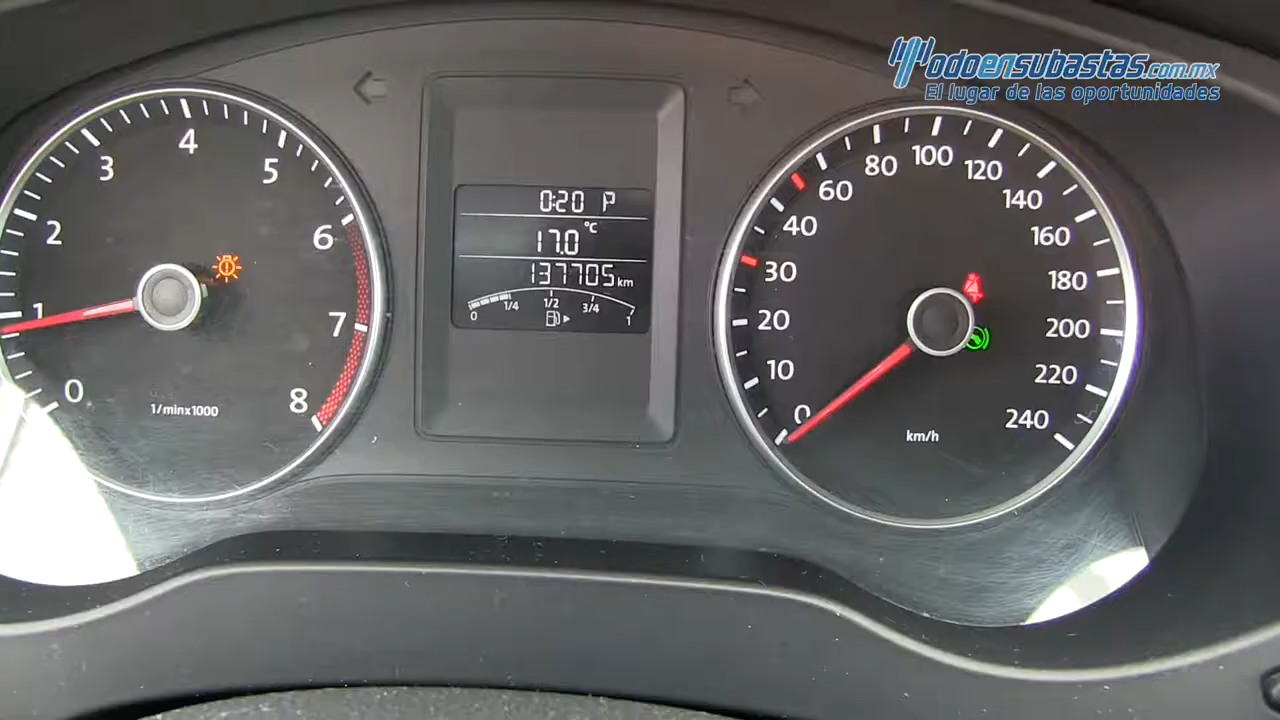 Todoensubastas.com.mx
El lugar de las oportunidades
0 1 2 3 4 5 6 7 8
1/minx1000
0:20 P
17.0 °C
137705 km
0 1/4 1/2 3/4 1
0 10 20 30 40 60 80 100 120 140 160 180 200 220 240
km/h